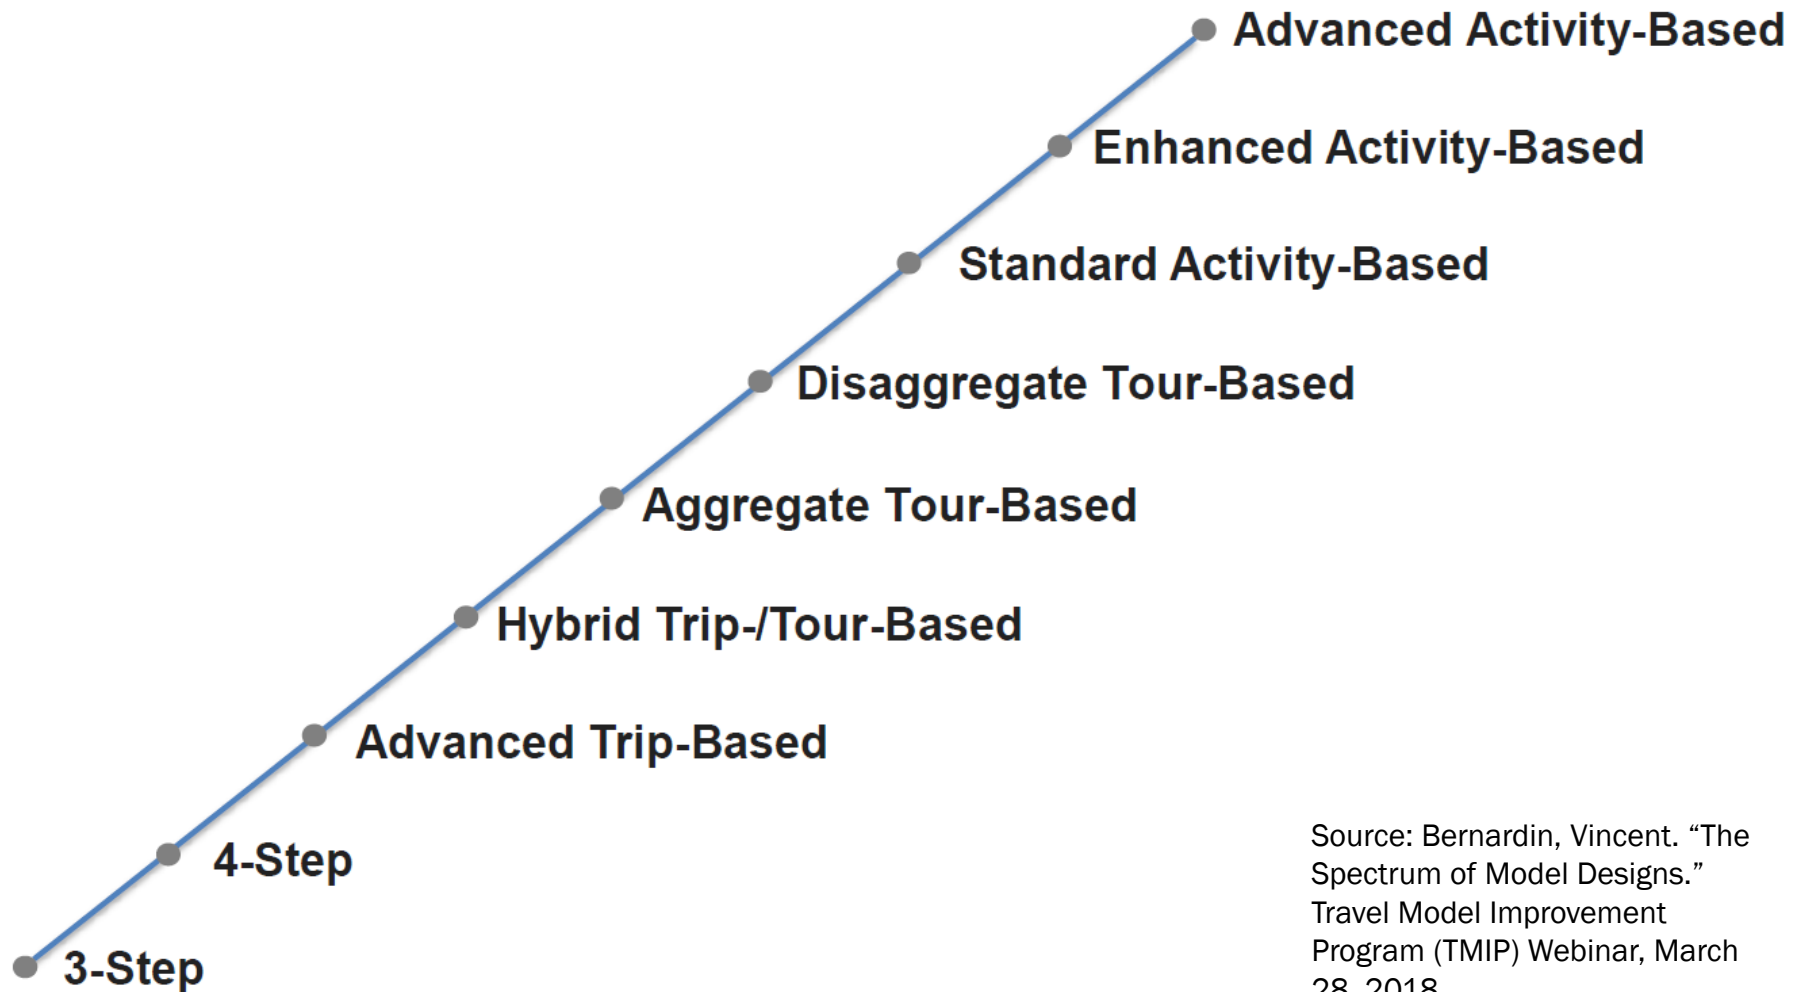 Advanced Activity-Based
Enhanced Activity-Based
Standard Activity-Based
Disaggregate Tour-Based
Aggregate Tour-Based
Hybrid Trip-/Tour-Based
Advanced Trip-Based
4-Step
3-Step
Source: Bernardin, Vincent. “The
Spectrum of Model Designs.”
Travel Model Improvement
Program (TMIP) Webinar, March
28, 2018